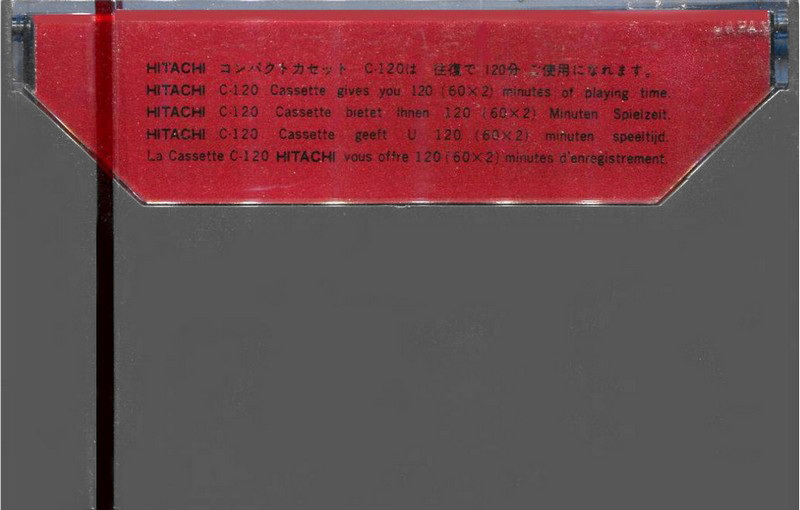 JAPAN
HITACHI コンパクトカセット C-120は 往復で 120分 ご使用になれます。
HITACHI C-120 Cassette gives you 120 (60×2) minutes of playing time.
HITACHI C-120 Cassette bietet Ihnen 120 (60×2) Minuten Spielzeit.
HITACHI C-120 Cassette geeft U 120 (60×2) minuten speeltijd.
La Cassette C-120 HITACHI vous offre 120 (60×2) minutes d'enregistrement.